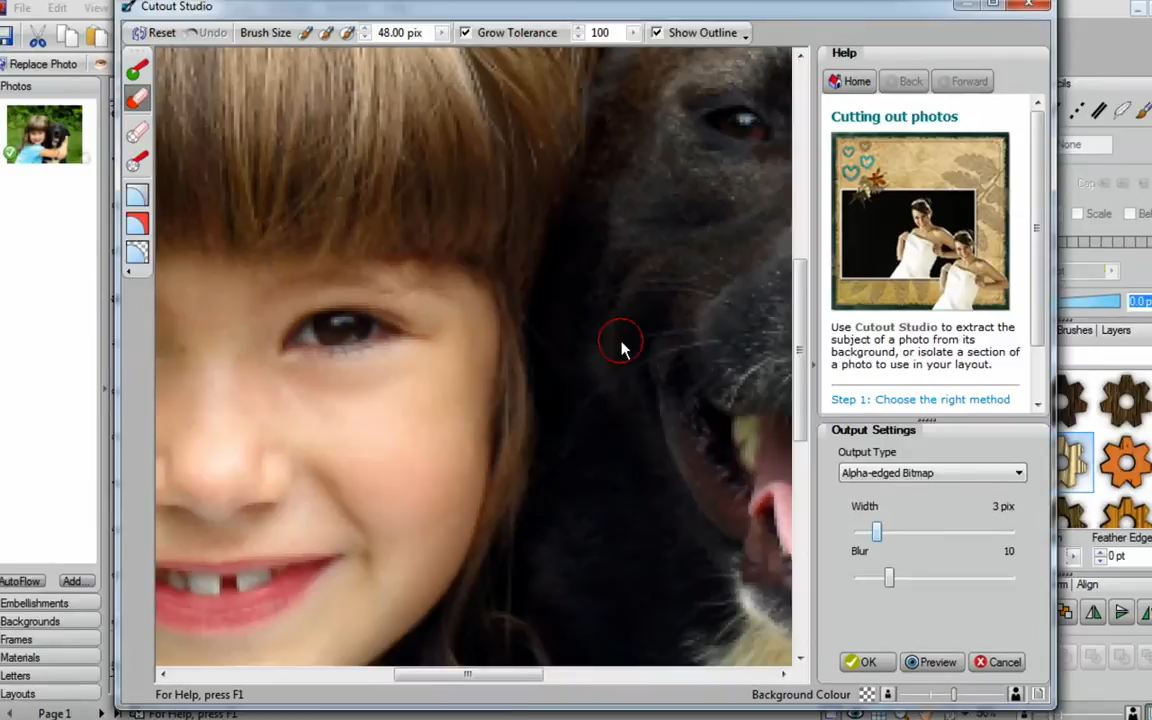 Cutout Studio
File Edit View
Reset Undo Brush Size 48.00 pix Grow Tolerance 100 Show Outline
Replace Photo
Photos
Help
Home Back Forward
Cutting out photos
Use Cutout Studio to extract the
subject of a photo from its
background, or isolate a section of
a photo to use in your layout.
Step 1: Choose the right method
Output Settings
Output Type
Alpha-edged Bitmap
Width 3 pix
Blur 10
OK Preview Cancel
None
Scale
0.0 p
Brushes Layers
Feather Edge
0 pt
Align
AutoFlow Add...
Embellishments
Backgrounds
Frames
Materials
Letters
Layouts
For Help, press F1 Background Colour
Page 1